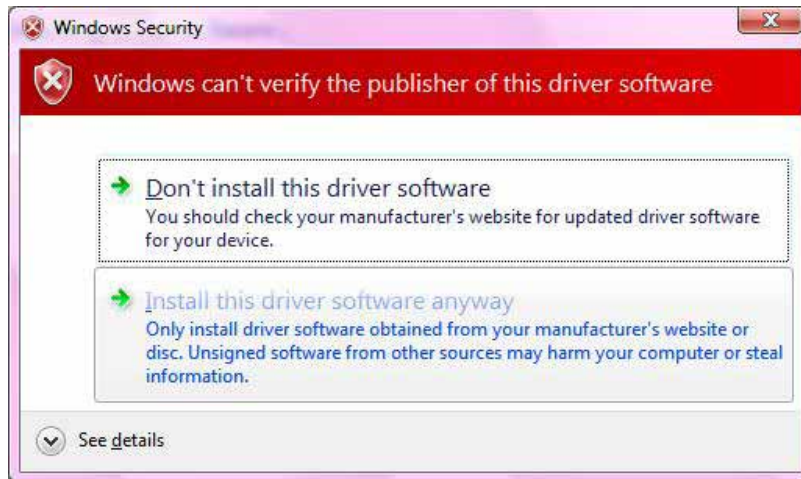 Windows Security
Windows can't verify the publisher of this driver software
Don't install this driver software
You should check your manufacturer's website for updated driver software
for your device.
Install this driver software anyway
Only install driver software obtained from your manufacturer's website or
disc. Unsigned software from other sources may harm your computer or steal
information.
See details